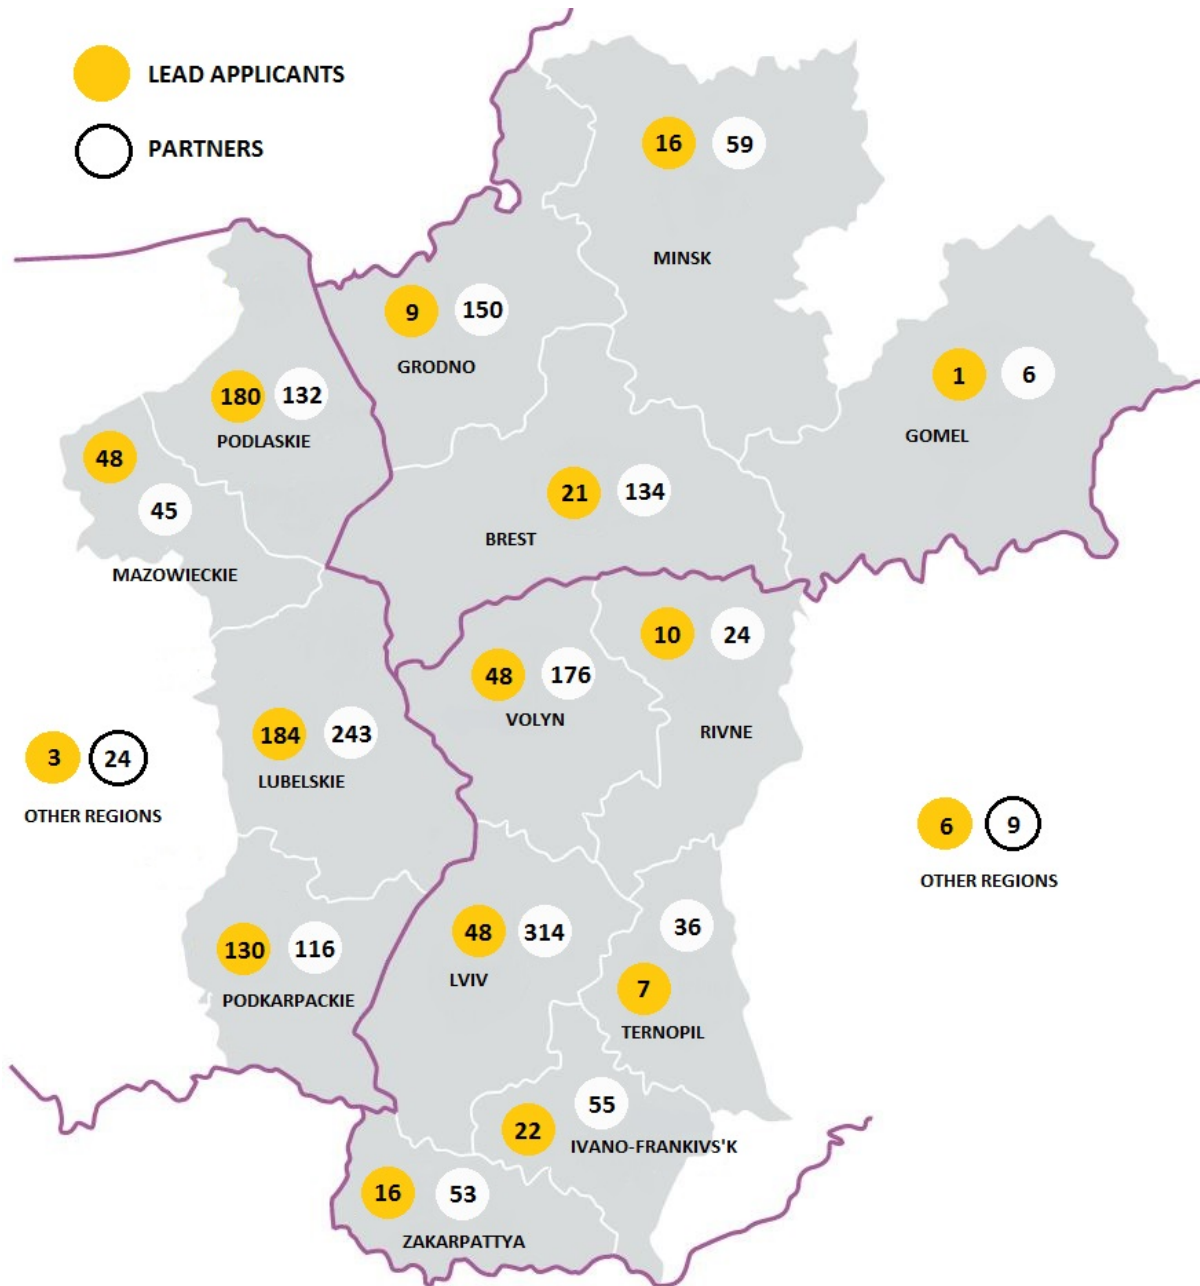 LEAD APPLICANTS
PARTNERS
16 59
MINSK
9 150
GRODNO
1 6
GOMEL
180 132
PODLASKIE
48
45
MAZOWIECKIE
21 134
BREST
10 24
RIVNE
48 176
VOLYN
184 243
LUBELSKIE
3 24
OTHER REGIONS
6 9
OTHER REGIONS
130 116
PODKARPACKIE
48 314
LVIV
36
7
TERNOPIL
55
22
IVANO-FRANKIVS'K
16 53
ZAKARPATTYA